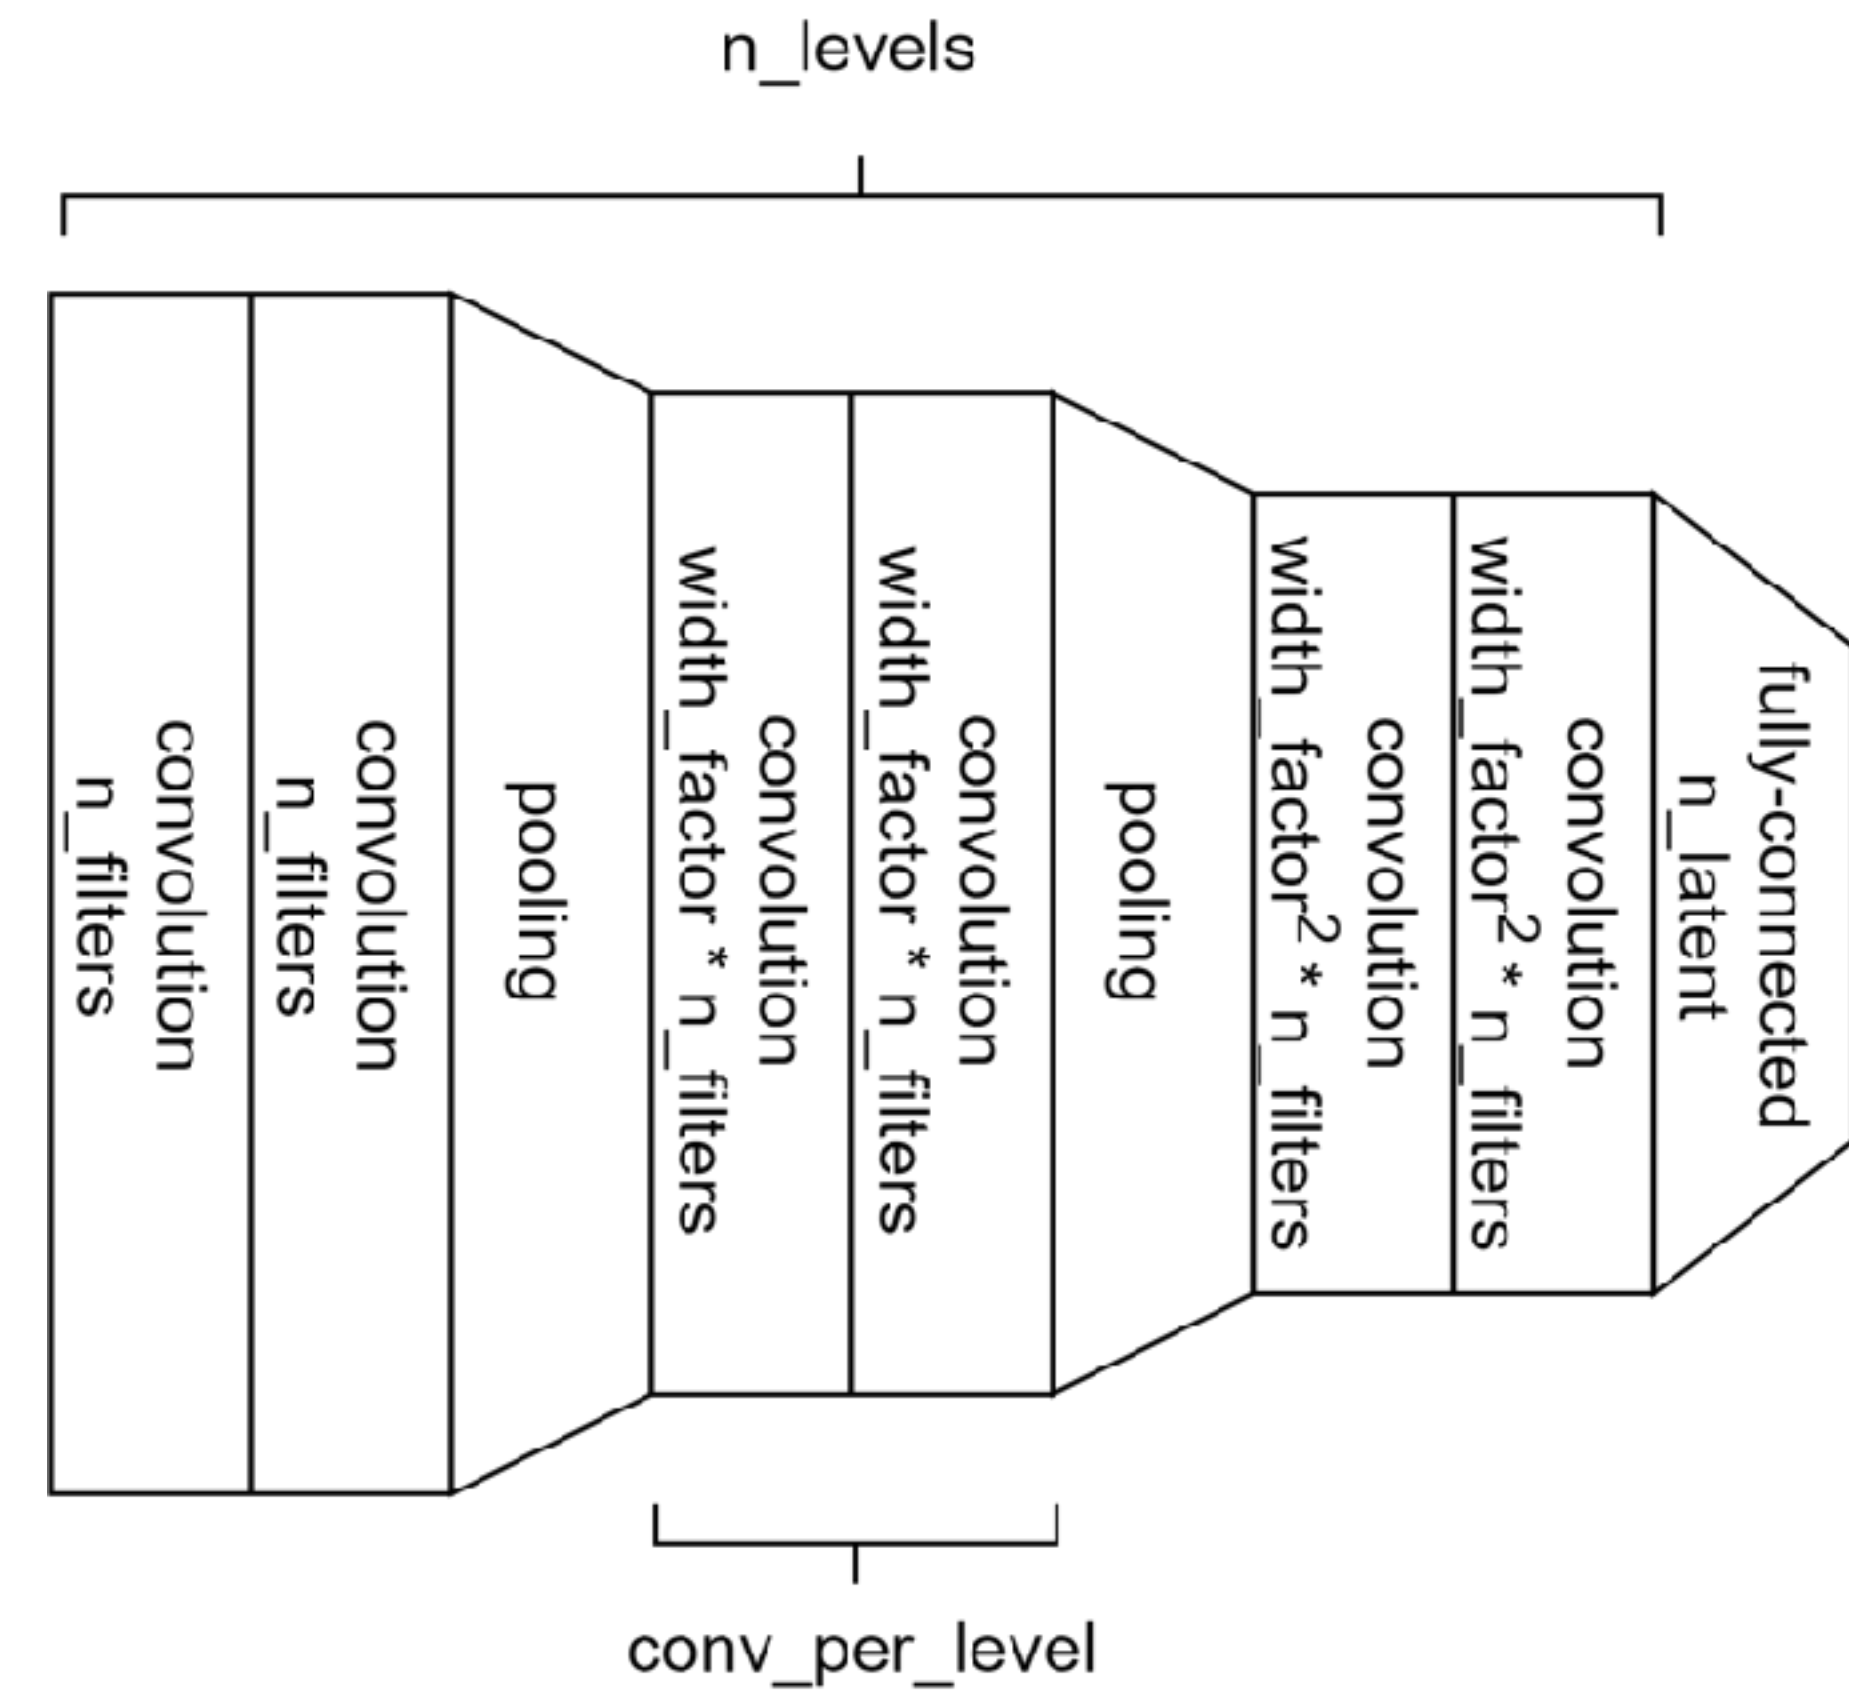 n_levels
convolution
n_filters
convolution
n_filters
pooling
convolution
width_factor * n_filters
convolution
width_factor * n_filters
pooling
convolution
width_factor² * n_filters
convolution
width_factor² * n_filters
fully-connected
n_latent
conv_per_level